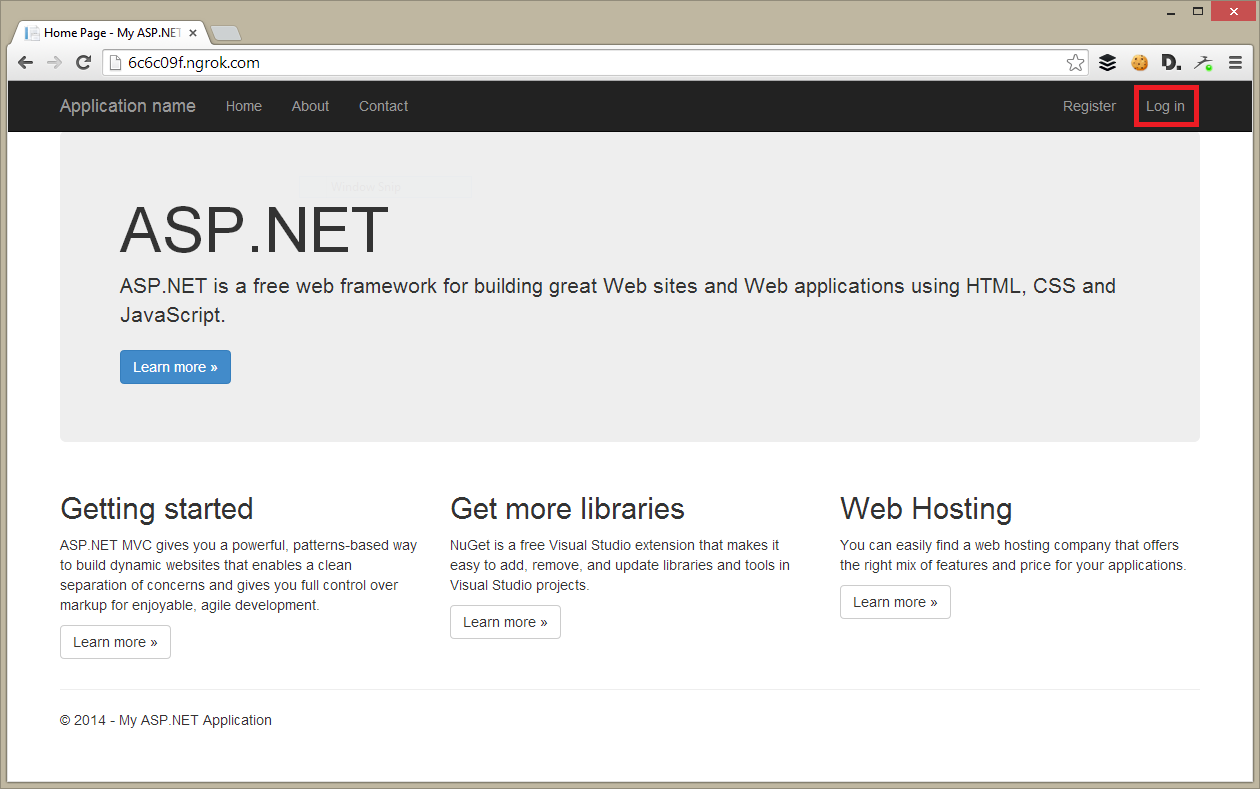 Home Page - My ASP.NET
6c6c09f.ngrok.com
Application name Home About Contact Register Log in
Window Snip
ASP.NET
ASP.NET is a free web framework for building great Web sites and Web applications using HTML, CSS and
JavaScript.
Learn more »
Getting started
ASP.NET MVC gives you a powerful, patterns-based way
to build dynamic websites that enables a clean
separation of concerns and gives you full control over
markup for enjoyable, agile development.
Learn more »
Get more libraries
NuGet is a free Visual Studio extension that makes it
easy to add, remove, and update libraries and tools in
Visual Studio projects.
Learn more »
Web Hosting
You can easily find a web hosting company that offers
the right mix of features and price for your applications.
Learn more »
© 2014 - My ASP.NET Application